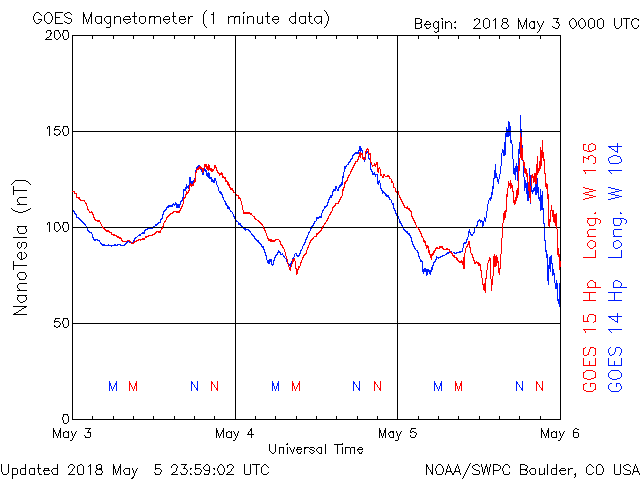 GOES Magnetometer (1 minute data)
Begin: 2018 May 3 0000 UTC
200
150
100
50
0
NanoTesla (nT)
M M N N M M N N M M N N
May 3 May 4 May 5 May 6
Universal Time
GOES 15 Hp Long. W 136
GOES 14 Hp Long. W 104
Updated 2018 May 5 23:59:02 UTC
NOAA/SWPC Boulder, CO USA